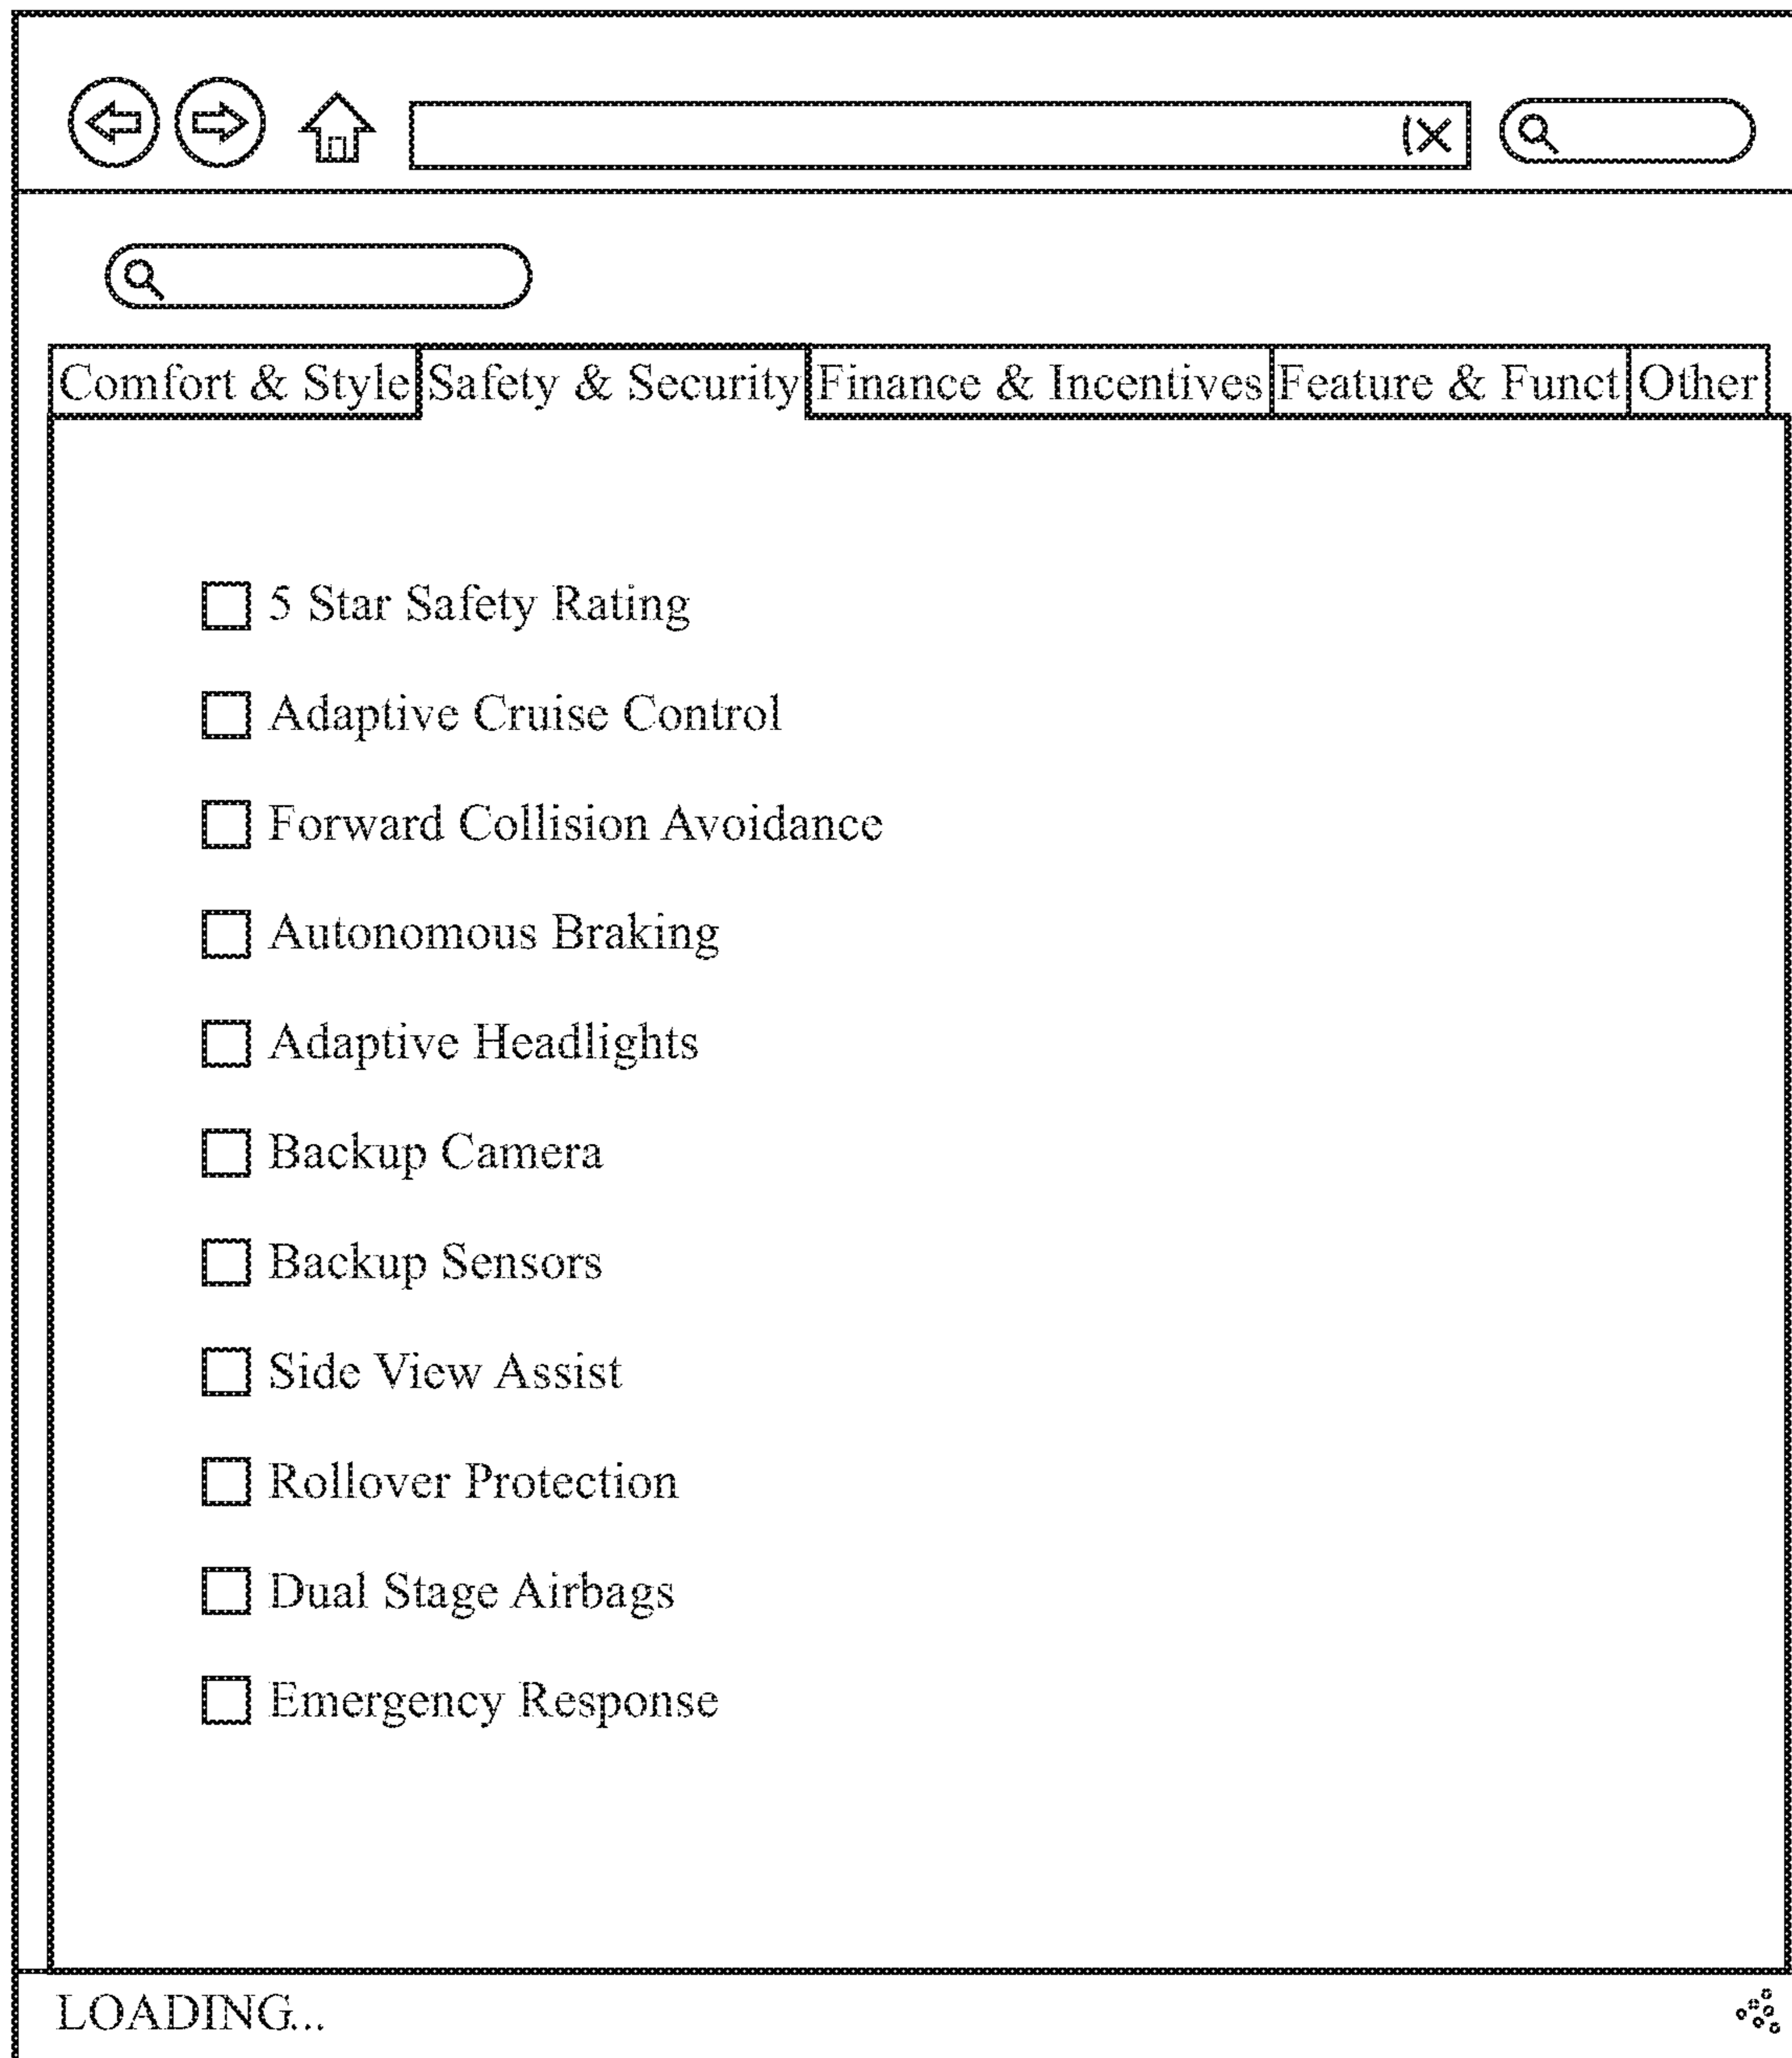 Comfort & Style Safety & Security Finance & Incentives Feature & Funct Other
5 Star Safety Rating
Adaptive Cruise Control
Forward Collision Avoidance
Autonomous Braking
Adaptive Headlights
Backup Camera
Backup Sensors
Side View Assist
Rollover Protection
Dual Stage Airbags
Emergency Response
LOADING...